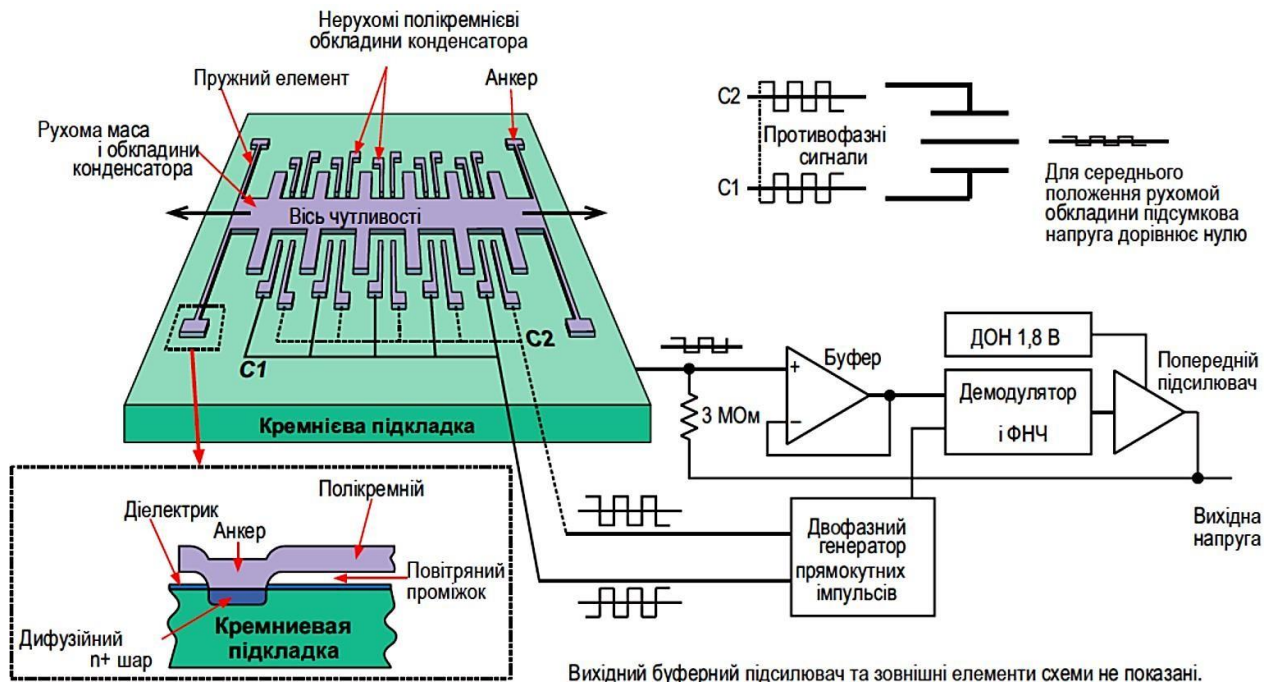 Нерухомі полікремнієві
обкладини конденсатора
Пружний елемент
Анкер
Рухома маса
і обкладини
конденсатора
Вісь чутливості
C1
C2
Кремнієва підкладка
C2
Противофазні
сигнали
C1
Для середнього
положення рухомой
обкладини підсумкова
напруга дорівнює нулю
Буфер
+
−
3 МОм
ДОН 1,8 В
Попередній
підсилювач
Демодулятор
і ФНЧ
Двофазний
генератор
прямокутних
імпульсів
Вихідна
напруга
Полікремній
Діелектрик
Анкер
Повітряний
проміжок
Кремниевая
підкладка
Дифузійний
n+ шар
Вихідний буферний підсилювач та зовнішні елементи схеми не показані.